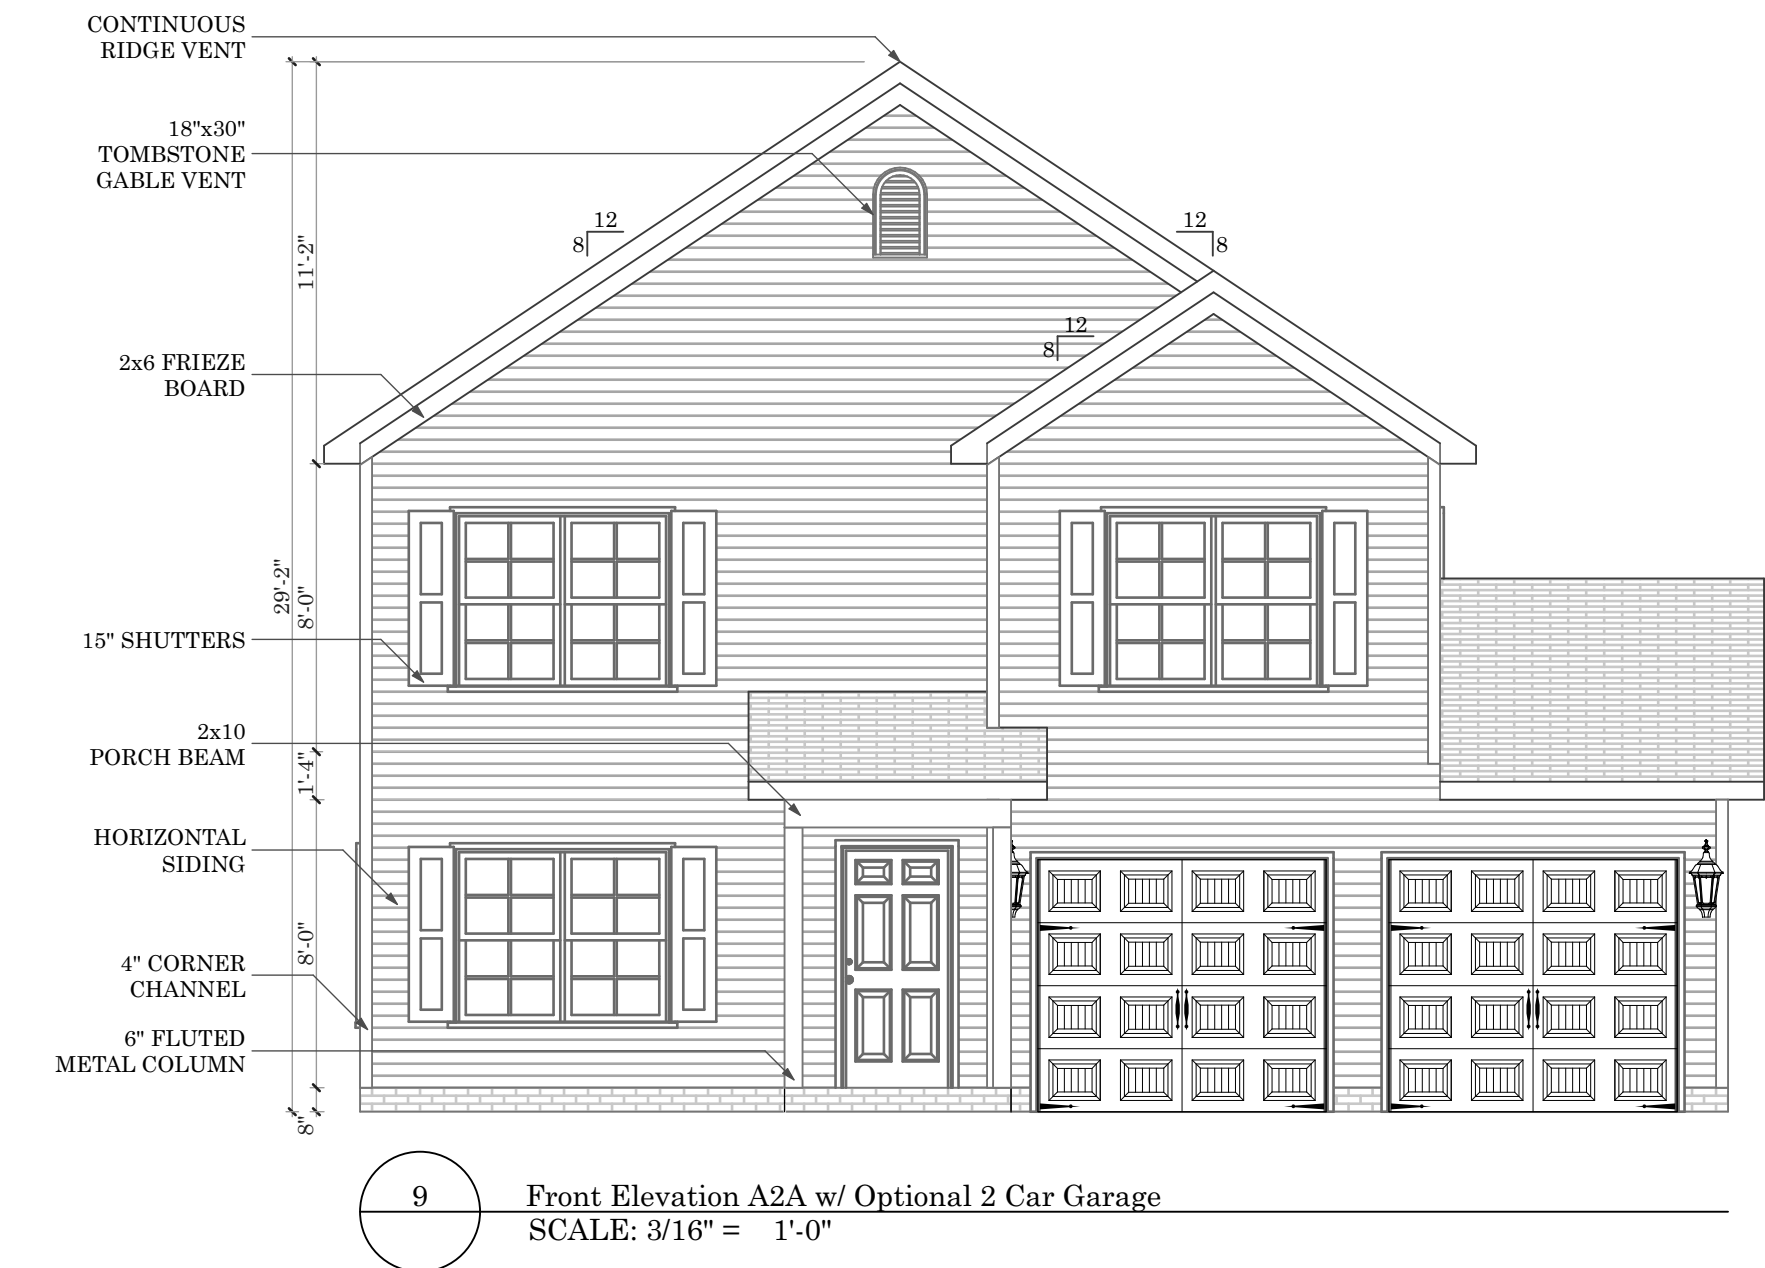 CONTINUOUS
RIDGE VENT
18"x30"
TOMBSTONE
GABLE VENT
12
8
12
8
11'-2"
12
8
2x6 FRIEZE
BOARD
29'-2"
8'-0"
15" SHUTTERS
2x10
PORCH BEAM
1'-4"
HORIZONTAL
SIDING
8'-0"
4" CORNER
CHANNEL
6" FLUTED
METAL COLUMN
8"
9
Front Elevation A2A w/ Optional 2 Car Garage
SCALE: 3/16" = 1'-0"